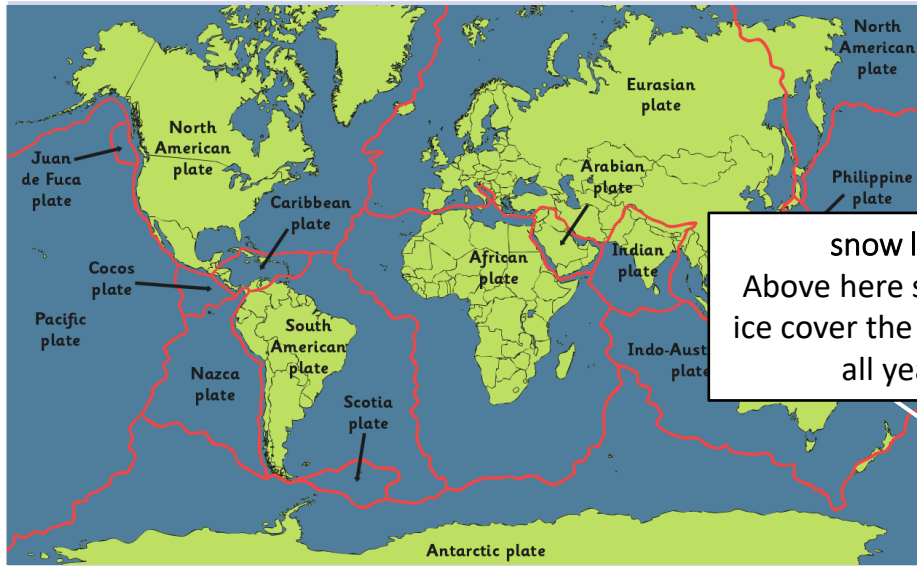 North
American
plate
Eurasian
plate
North
American
plate
Juan
de Fuca
plate
Arabian
plate
Philippine
plate
Caribbean
plate
Indian
plate
African
plate
Cocos
plate
Pacific
plate
South
American
plate
Nazca
plate
Scotia
plate
Indo-Aust
plate
snow l
Above here s
ice cover the
all yea
Antarctic plate